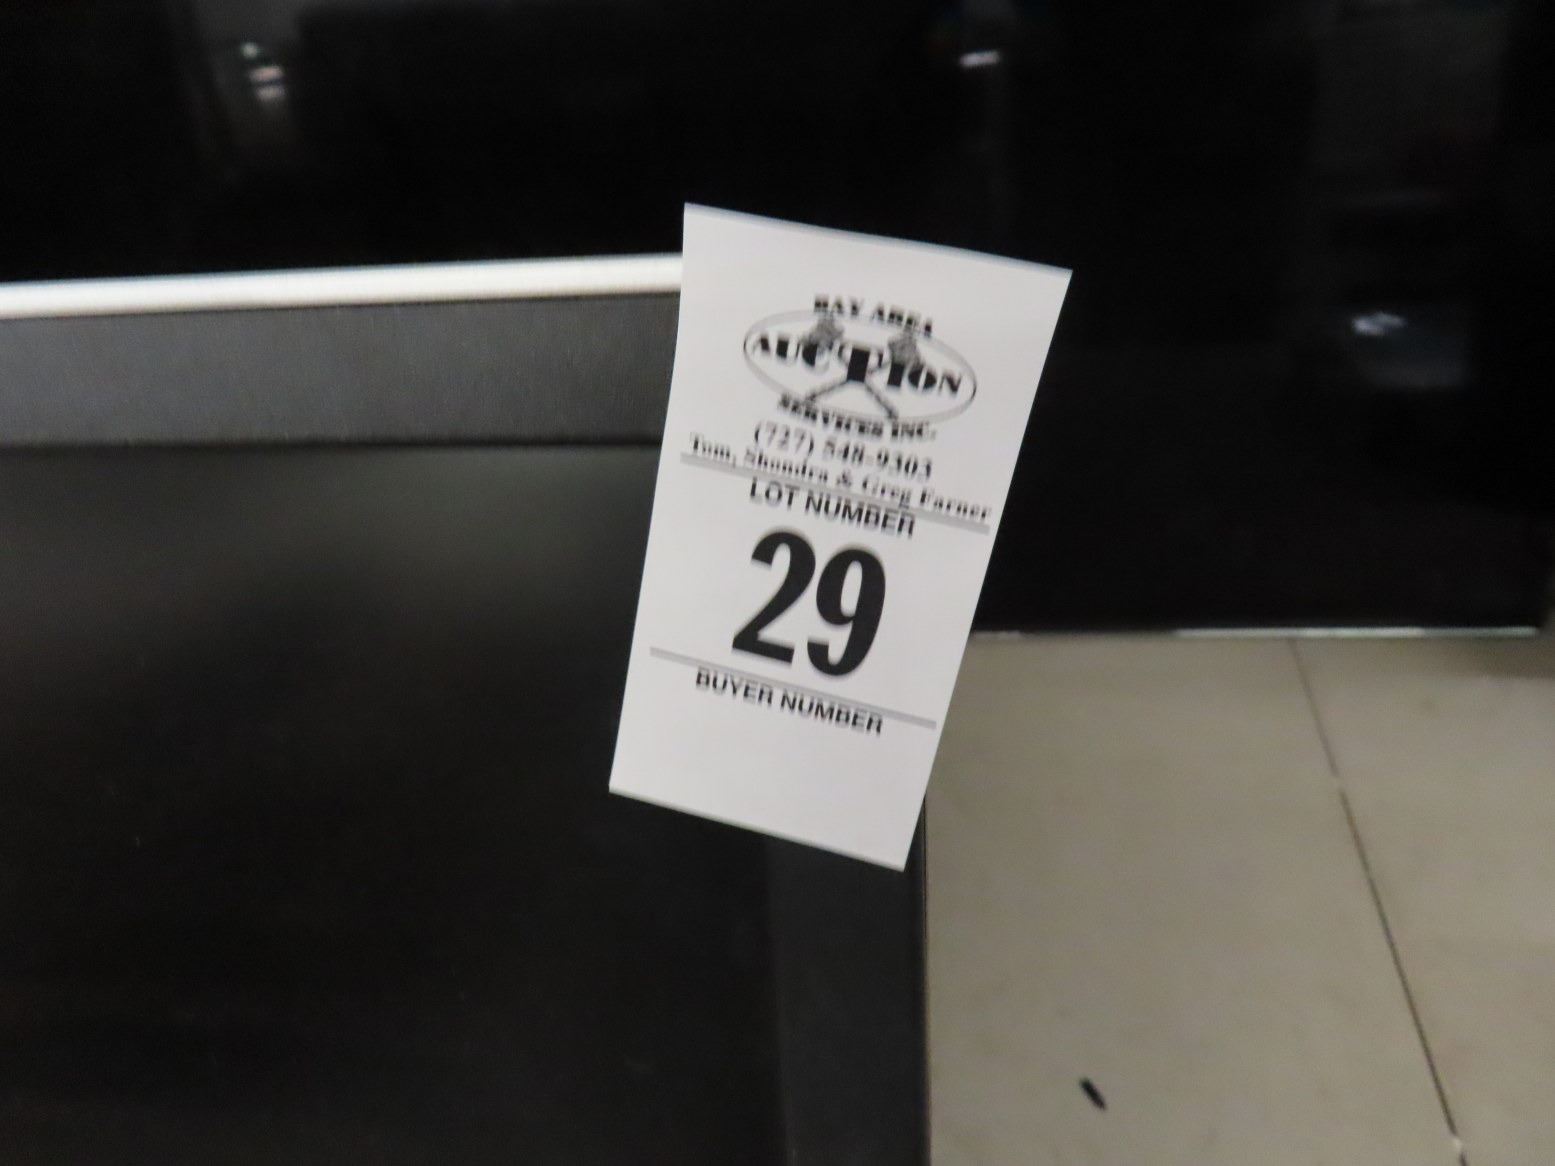 BAY AREA
AUCTION
SERVICES INC.
(727) 548-9303
Tom, Shondra & Greg Farner
LOT NUMBER
29
BUYER NUMBER